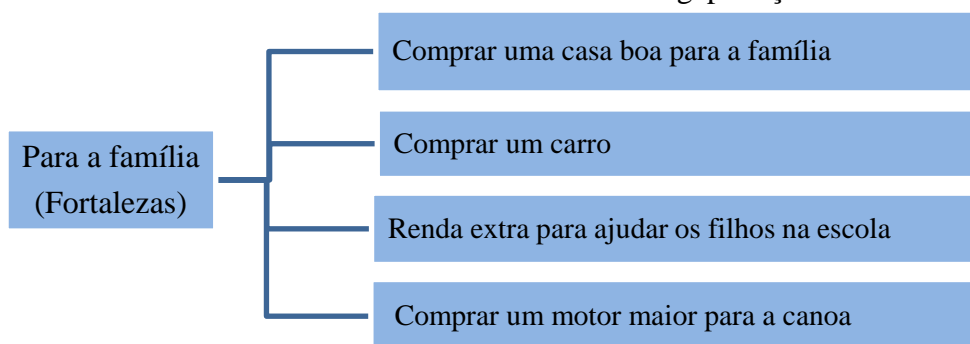 Para a família
(Fortalezas)
Comprar uma casa boa para a família
Comprar um carro
Renda extra para ajudar os filhos na escola
Comprar um motor maior para a canoa